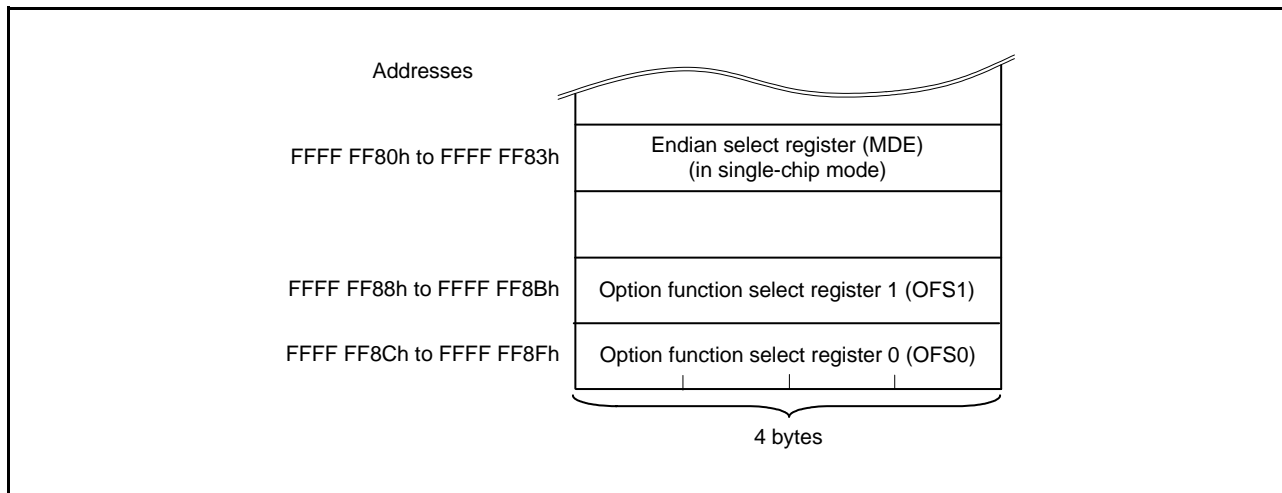 Addresses
FFFF FF80h to FFFF FF83h
Endian select register (MDE)
(in single-chip mode)
FFFF FF88h to FFFF FF8Bh
Option function select register 1 (OFS1)
FFFF FF8Ch to FFFF FF8Fh
Option function select register 0 (OFS0)
4 bytes